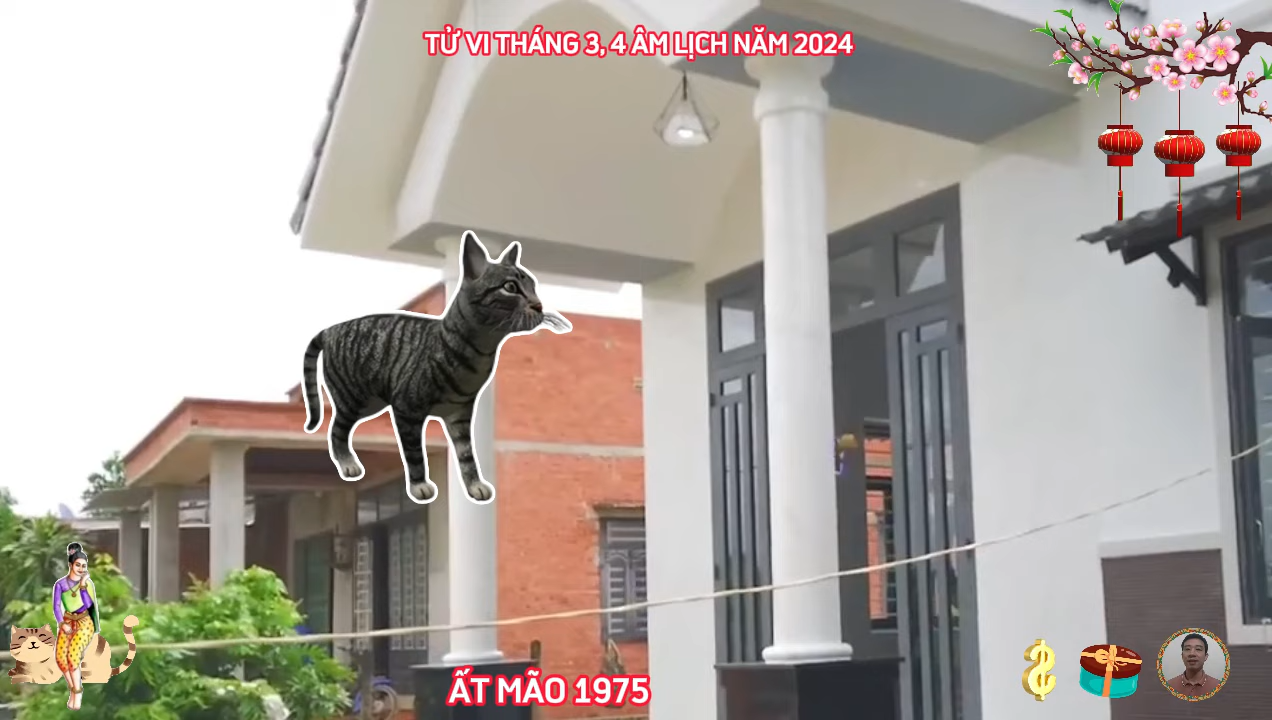 TỬ VI THÁNG 3, 4 ÂM LỊCH NĂM 2024
ẤT MÃO 1975